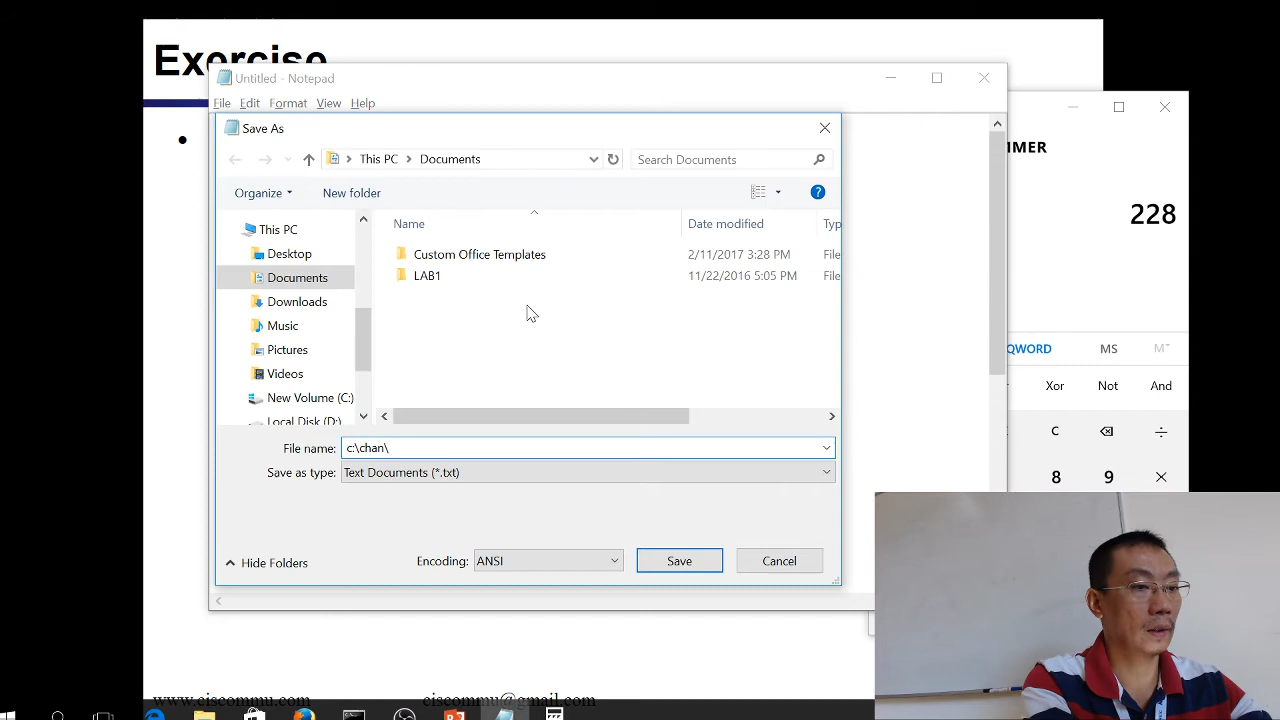 Exercise
Untitled - Notepad
File Edit Format View Help
Save As
This PC Documents
Search Documents
Organize
New folder
Name Date modified Typ
This PC
Desktop
Documents
Downloads
Music
Pictures
Videos
New Volume (C:)
Local Disk (D:)
Custom Office Templates 2/11/2017 3:28 PM File
LAB1 11/22/2016 5:05 PM File
File name: c:\chan\
Save as type: Text Documents (*.txt)
Hide Folders
Encoding: ANSI
Save
Cancel
MMER
228
QWORD MS M
Xor Not And
C ÷
8 9 ×
www.ciscommu.com
ciscommu@gmail.com